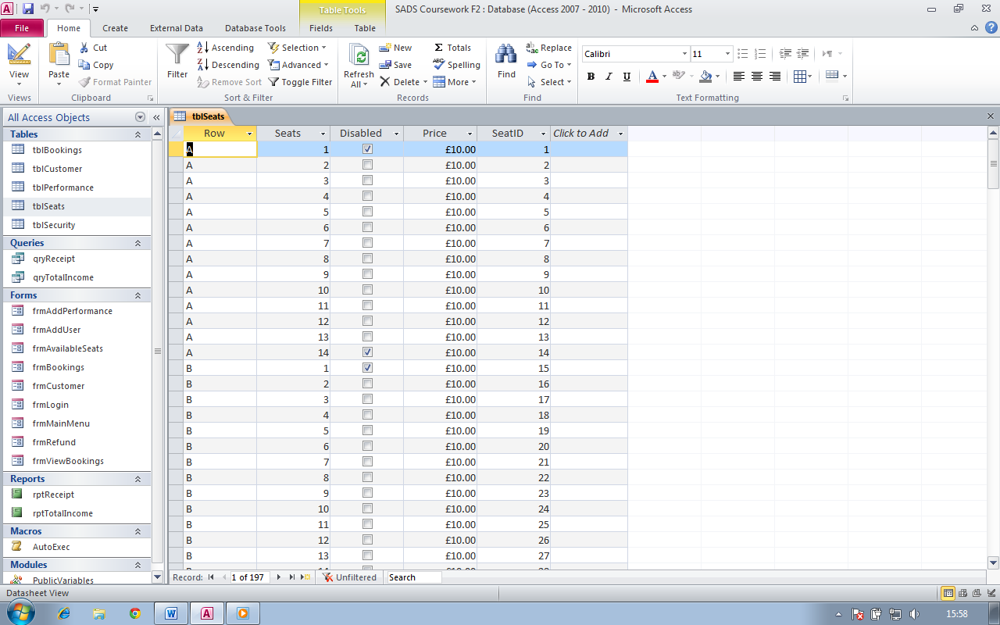 SADS Coursework F2 : Database (Access 2007 - 2010) - Microsoft Access
Table Tools
File Home Create External Data Database Tools Fields Table
View
Views
Paste
Cut
Copy
Format Painter
Clipboard
Filter
Ascending
Descending
Remove Sort
Selection
Advanced
Toggle Filter
Sort & Filter
Refresh All
New
Save
Delete
Totals
Spelling
More
Records
Find
Replace
Go To
Select
Find
Calibri 11
B I U
Text Formatting
All Access Objects
Tables
tblBookings
tblCustomer
tblPerformance
tblSeats
tblSecurity
Queries
qryReceipt
qryTotalIncome
Forms
frmAddPerformance
frmAddUser
frmAvailableSeats
frmBookings
frmCustomer
frmLogin
frmMainMenu
frmRefund
frmViewBookings
Reports
rptReceipt
rptTotalIncome
Macros
AutoExec
Modules
PublicVariables
tblSeats
Row Seats Disabled Price SeatID Click to Add
A 1 £10.00 1
A 2 £10.00 2
A 3 £10.00 3
A 4 £10.00 4
A 5 £10.00 5
A 6 £10.00 6
A 7 £10.00 7
A 8 £10.00 8
A 9 £10.00 9
A 10 £10.00 10
A 11 £10.00 11
A 12 £10.00 12
A 13 £10.00 13
A 14 £10.00 14
B 1 £10.00 15
B 2 £10.00 16
B 3 £10.00 17
B 4 £10.00 18
B 5 £10.00 19
B 6 £10.00 20
B 7 £10.00 21
B 8 £10.00 22
B 9 £10.00 23
B 10 £10.00 24
B 11 £10.00 25
B 12 £10.00 26
B 13 £10.00 27
Record: 1 of 197 Unfiltered Search
Datasheet View
15:58